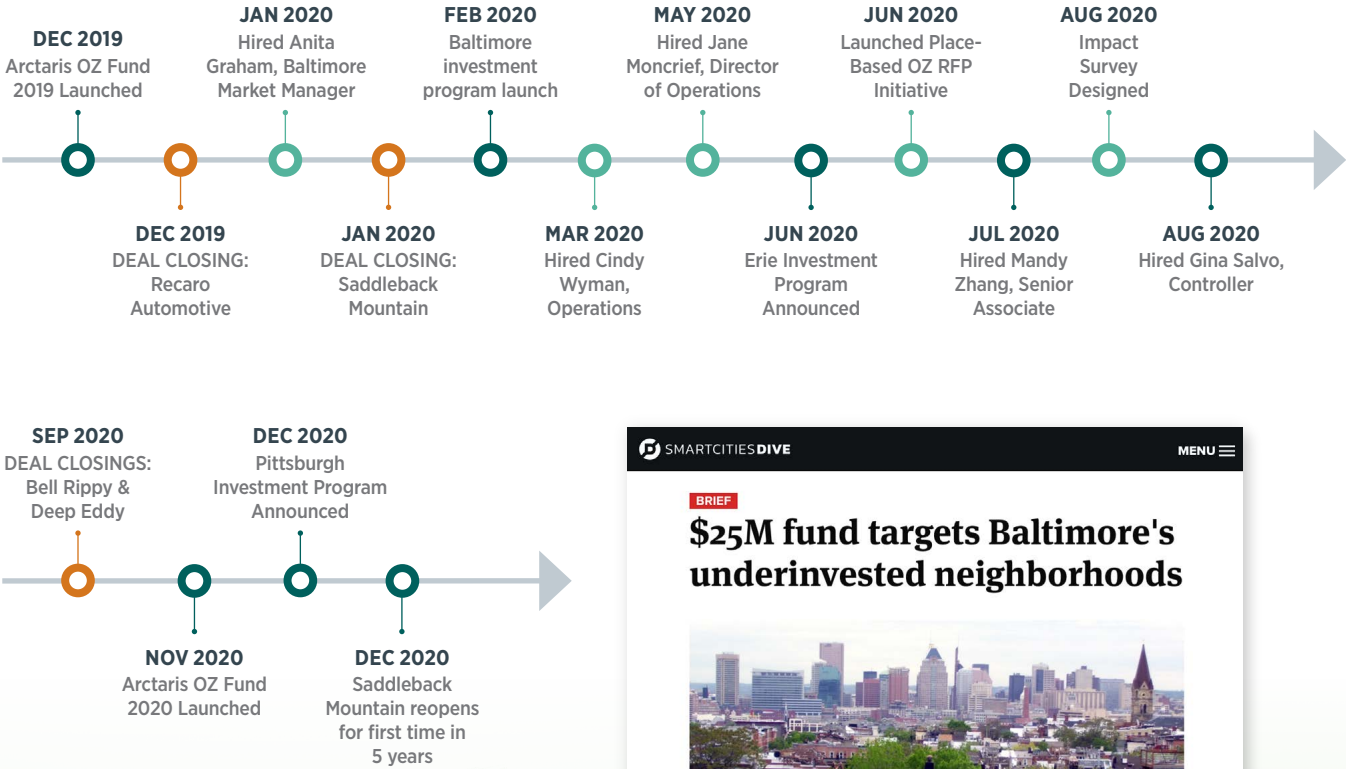 DEC 2019
Arctaris OZ Fund
2019 Launched
JAN 2020
Hired Anita
Graham, Baltimore
Market Manager
FEB 2020
Baltimore
investment
program launch
MAY 2020
Hired Jane
Moncrief, Director
of Operations
JUN 2020
Launched Place-
Based OZ RFP
Initiative
AUG 2020
Impact
Survey
Designed
DEC 2019
DEAL CLOSING:
Recaro
Automotive
JAN 2020
DEAL CLOSING:
Saddleback
Mountain
MAR 2020
Hired Cindy
Wyman,
Operations
JUN 2020
Erie Investment
Program
Announced
JUL 2020
Hired Mandy
Zhang, Senior
Associate
AUG 2020
Hired Gina Salvo,
Controller
SEP 2020
DEAL CLOSINGS:
Bell Rippy &
Deep Eddy
DEC 2020
Pittsburgh
Investment Program
Announced
NOV 2020
Arctaris OZ Fund
2020 Launched
DEC 2020
Saddleback
Mountain reopens
for first time in
5 years
SMARTCITIESDIVE
MENU
BRIEF
$25M fund targets Baltimore's
underinvested neighborhoods